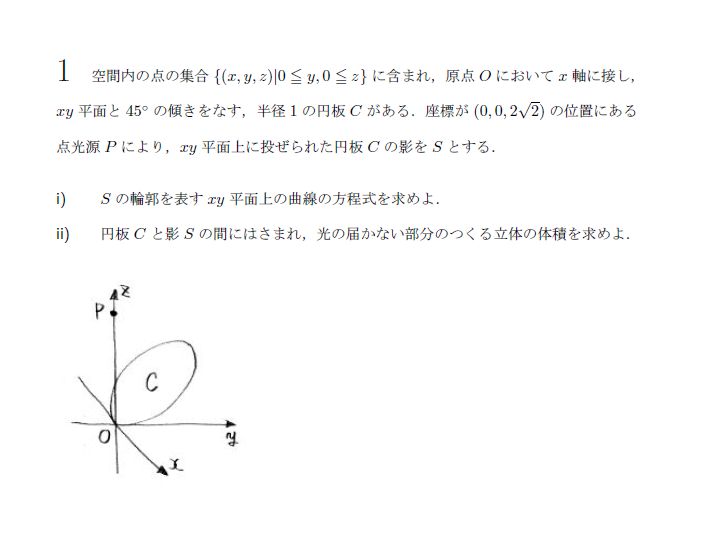 1 空間内の点の集合 {(x, y, z)|0 ≦ y, 0 ≦ z} に含まれ，原点 O において x 軸に接し，
xy 平面と 45° の傾きをなす，半径 1 の円板 C がある．座標が (0, 0, 2√2) の位置にある
点光源 P により，xy 平面上に投ぜられた円板 C の影を S とする．
i) S の輪郭を表す xy 平面上の曲線の方程式を求めよ．
ii) 円板 C と影 S の間にはさまれ，光の届かない部分のつくる立体の体積を求めよ．
z
P
C
O
y
x